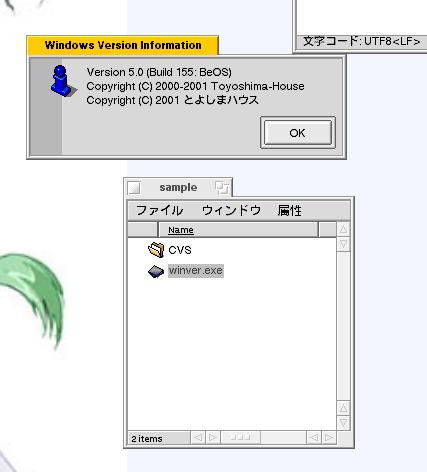 文字コード: UTF8<LF>
Windows Version Information
Version 5.0 (Build 155: BeOS)
Copyright (C) 2000-2001 Toyoshima-House
Copyright (C) 2001 とよしまハウス
OK
sample
ファイル ウィンドウ 属性
Name
CVS
winver.exe
2 items